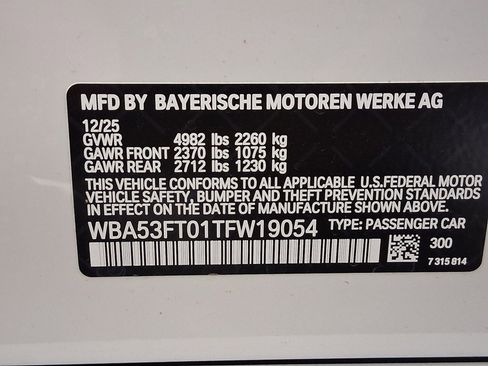 MFD BY BAYERISCHE MOTOREN WERKE AG
12/25
GVWR 4982 lbs 2260 kg
GAWR FRONT 2370 lbs 1075 kg
GAWR REAR 2712 lbs 1230 kg
THIS VEHICLE CONFORMS TO ALL APPLICABLE U.S.FEDERAL MOTOR
VEHICLE SAFETY, BUMPER AND THEFT PREVENTION STANDARDS
IN EFFECT ON THE DATE OF MANUFACTURE SHOWN ABOVE.
WBA53FT01TFW19054 TYPE: PASSENGER CAR
300
7 315 814